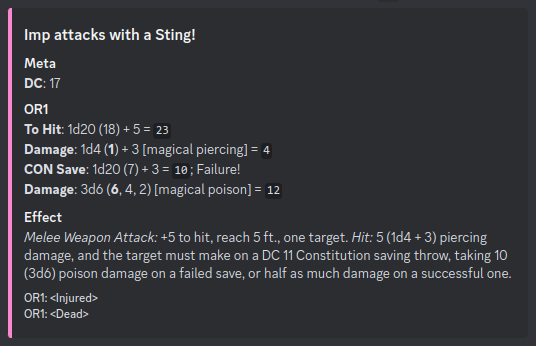 Imp attacks with a Sting!
Meta
DC: 17
OR1
To Hit: 1d20 (18) + 5 = 23
Damage: 1d4 (1) + 3 [magical piercing] = 4
CON Save: 1d20 (7) + 3 = 10; Failure!
Damage: 3d6 (6, 4, 2) [magical poison] = 12
Effect
Melee Weapon Attack: +5 to hit, reach 5 ft., one target. Hit: 5 (1d4 + 3) piercing
damage, and the target must make on a DC 11 Constitution saving throw, taking 10
(3d6) poison damage on a failed save, or half as much damage on a successful one.
OR1: <Injured>
OR1: <Dead>